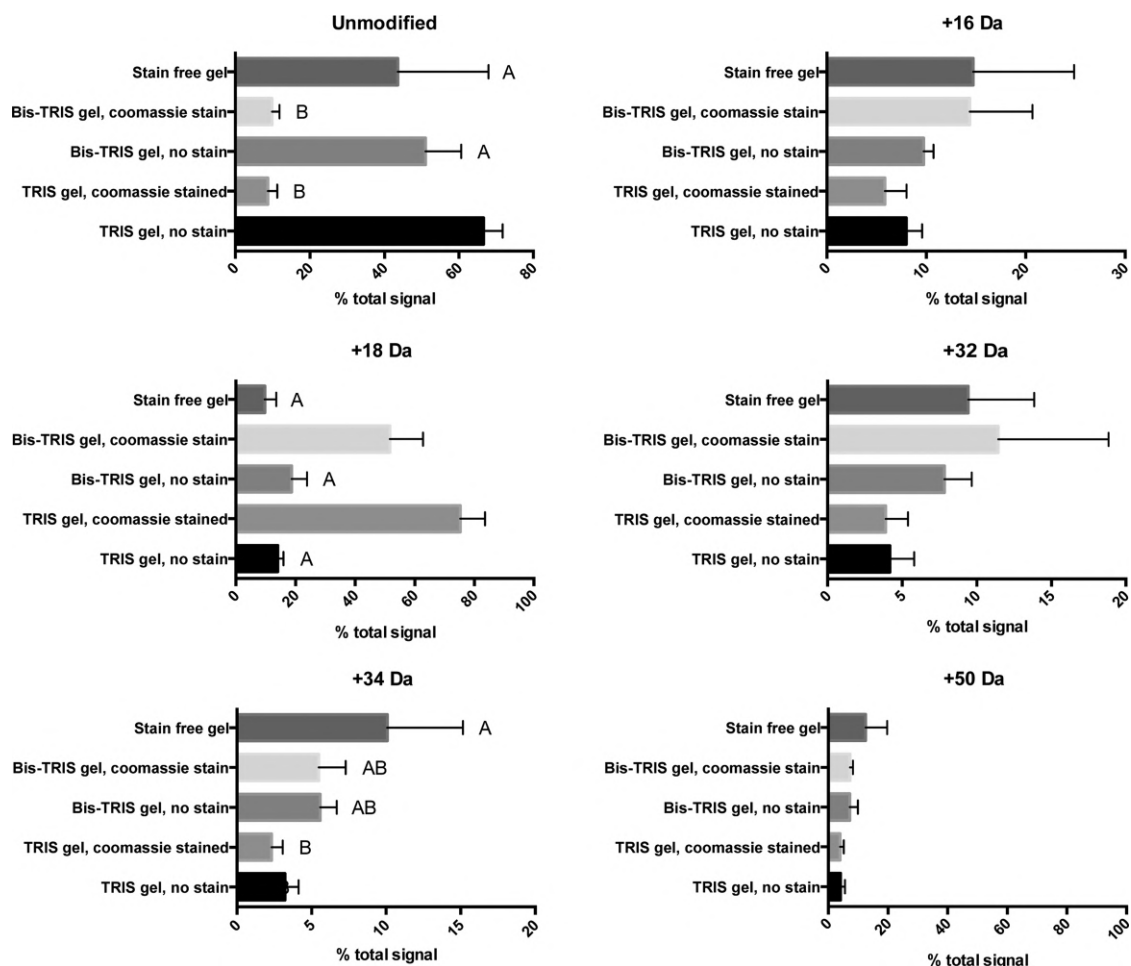 Unmodified
Stain free gel A
Bis-TRIS gel, coomassie stain B
Bis-TRIS gel, no stain A
TRIS gel, coomassie stained B
TRIS gel, no stain
0 20 40 60 80
% total signal
+16 Da
Stain free gel
Bis-TRIS gel, coomassie stain
Bis-TRIS gel, no stain
TRIS gel, coomassie stained
TRIS gel, no stain
0 10 20 30
% total signal
+18 Da
Stain free gel A
Bis-TRIS gel, coomassie stain
Bis-TRIS gel, no stain A
TRIS gel, coomassie stained
TRIS gel, no stain A
0 20 40 60 80 100
% total signal
+32 Da
Stain free gel
Bis-TRIS gel, coomassie stain
Bis-TRIS gel, no stain
TRIS gel, coomassie stained
TRIS gel, no stain
0 5 10 15 20
% total signal
+34 Da
Stain free gel A
Bis-TRIS gel, coomassie stain AB
Bis-TRIS gel, no stain AB
TRIS gel, coomassie stained B
TRIS gel, no stain
0 5 10 15 20
% total signal
+50 Da
Stain free gel
Bis-TRIS gel, coomassie stain
Bis-TRIS gel, no stain
TRIS gel, coomassie stained
TRIS gel, no stain
0 20 40 60 80 100
% total signal